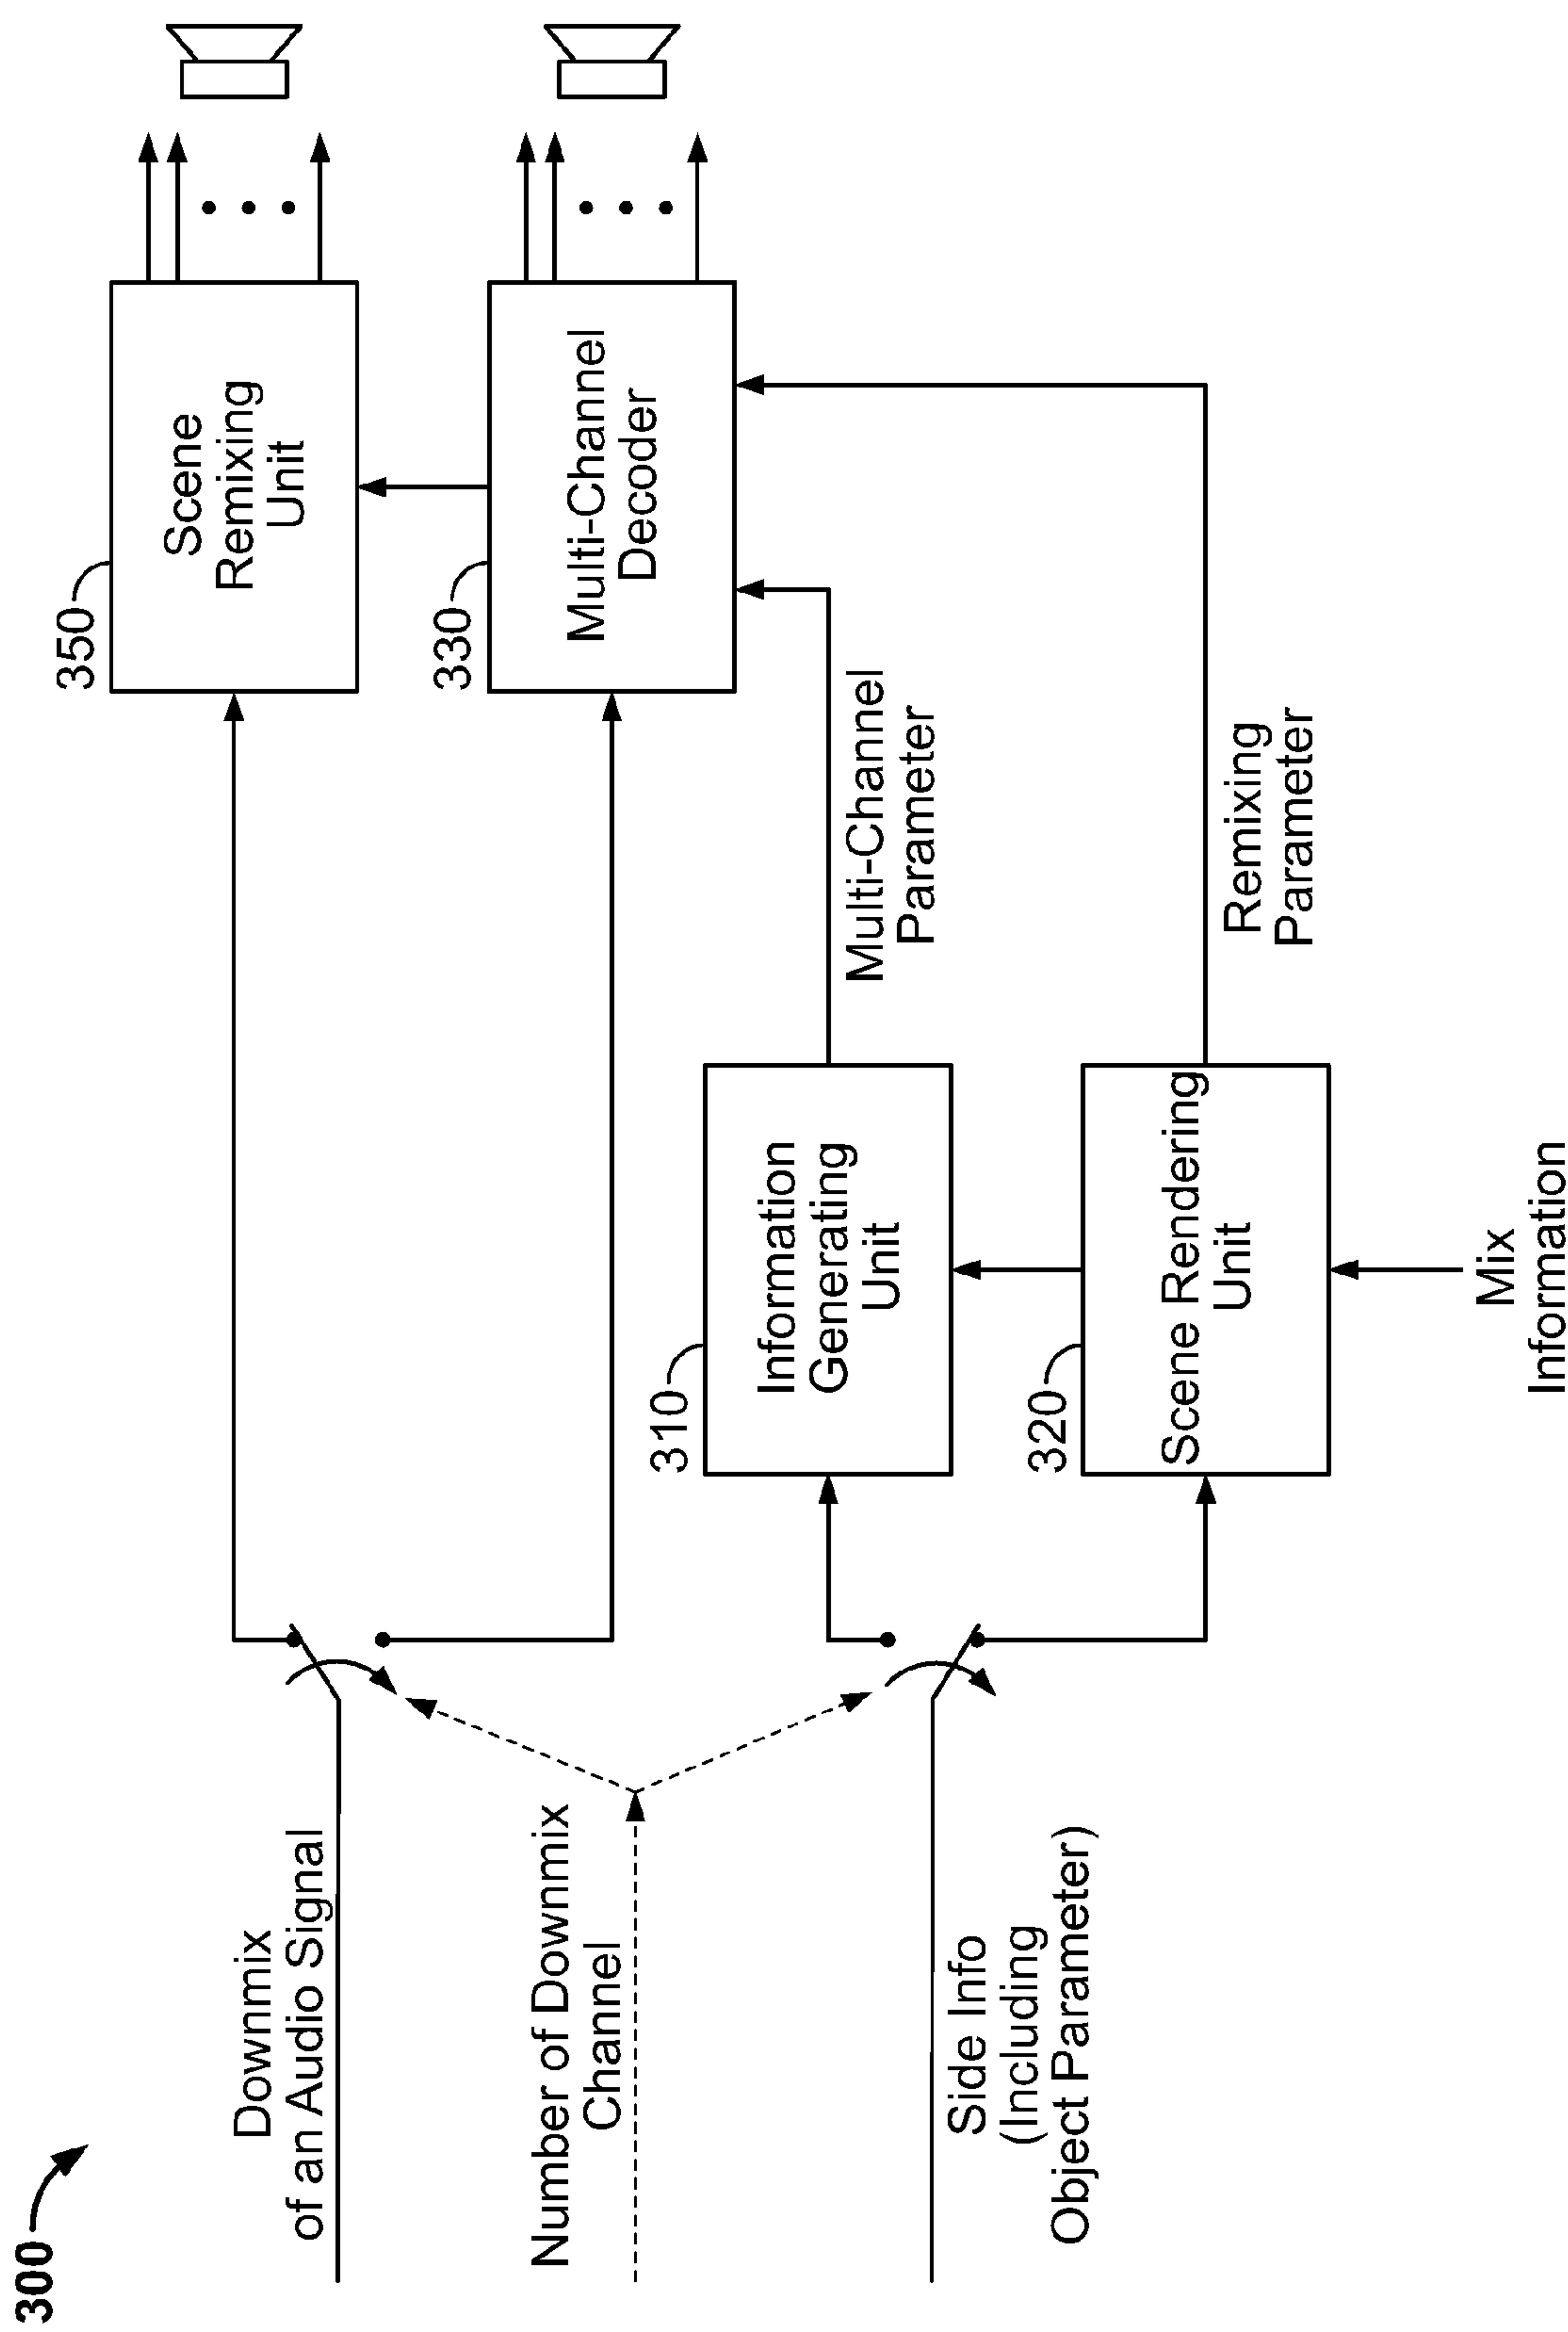 300
Downmix
of an Audio Signal
Number of Downmix
Channel
Side Info
(Including
Object Parameter)
350
Scene
Remixing
Unit
330
Multi-Channel
Decoder
310
Information
Generating
Unit
Multi-Channel
Parameter
320
Scene Rendering
Unit
Remixing
Parameter
Mix
Information